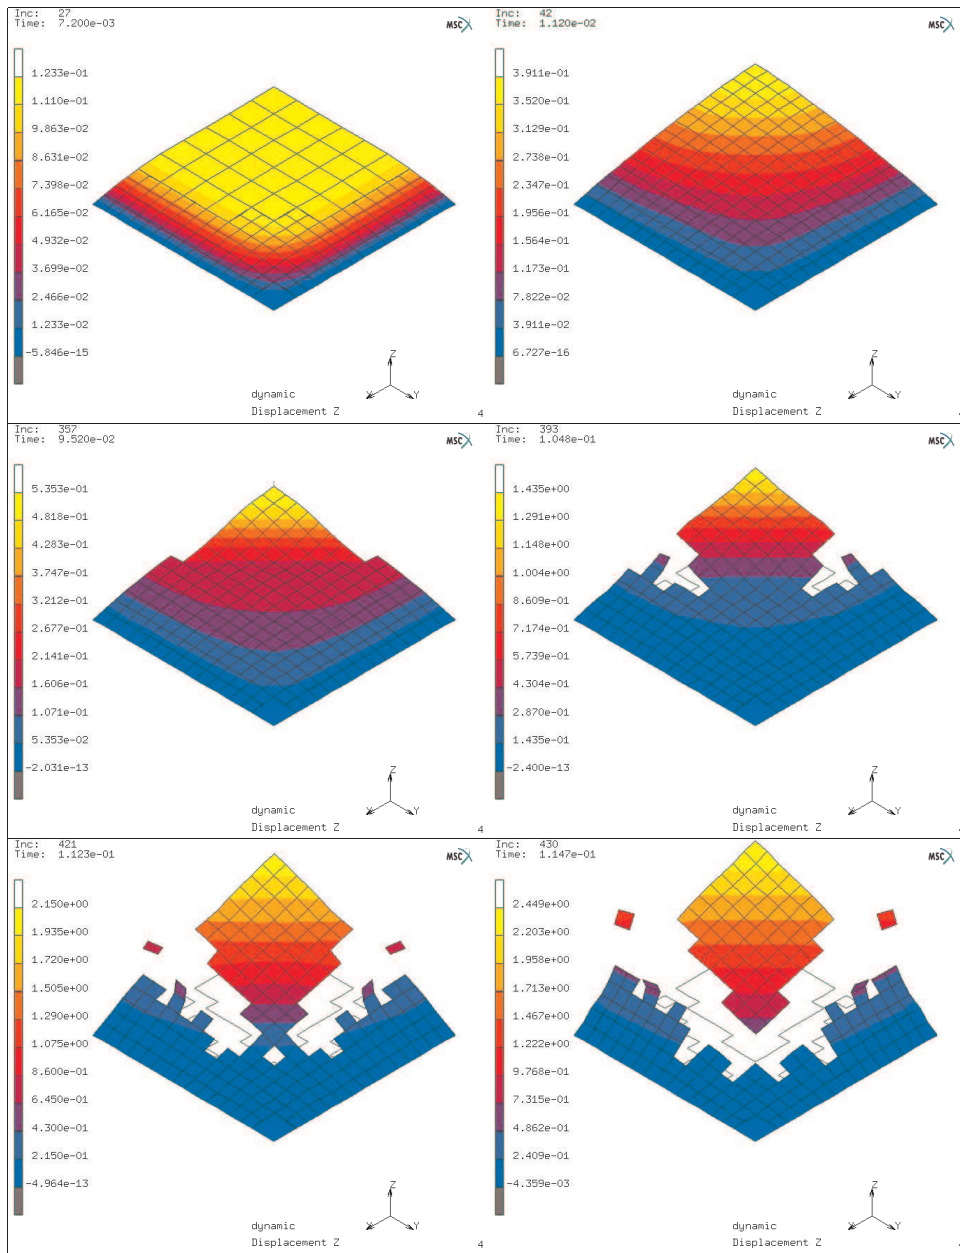 Inc: 27
Time: 7.200e-03
MSC
1.233e-01
1.110e-01
9.863e-02
8.631e-02
7.398e-02
6.165e-02
4.932e-02
3.699e-02
2.466e-02
1.233e-02
-5.846e-15
Z
X Y
dynamic
Displacement Z
4
Inc: 42
Time: 1.120e-02
MSC
3.911e-01
3.520e-01
3.129e-01
2.738e-01
2.347e-01
1.956e-01
1.564e-01
1.173e-01
7.822e-02
3.911e-02
6.727e-16
Z
X Y
dynamic
Displacement Z
Inc: 357
Time: 9.520e-02
MSC
5.353e-01
4.818e-01
4.283e-01
3.747e-01
3.212e-01
2.677e-01
2.141e-01
1.606e-01
1.071e-01
5.353e-02
-2.031e-13
Z
X Y
dynamic
Displacement Z
4
Inc: 393
Time: 1.048e-01
MSC
1.435e+00
1.291e+00
1.148e+00
1.004e+00
8.609e-01
7.174e-01
5.739e-01
4.304e-01
2.870e-01
1.435e-01
-2.400e-13
Z
X Y
dynamic
Displacement Z
Inc: 421
Time: 1.123e-01
MSC
2.150e+00
1.935e+00
1.720e+00
1.505e+00
1.290e+00
1.075e+00
8.600e-01
6.450e-01
4.300e-01
2.150e-01
-4.964e-13
Z
X Y
dynamic
Displacement Z
4
Inc: 430
Time: 1.147e-01
MSC
2.449e+00
2.203e+00
1.958e+00
1.713e+00
1.467e+00
1.222e+00
9.768e-01
7.315e-01
4.862e-01
2.409e-01
-4.359e-03
Z
X Y
dynamic
Displacement Z